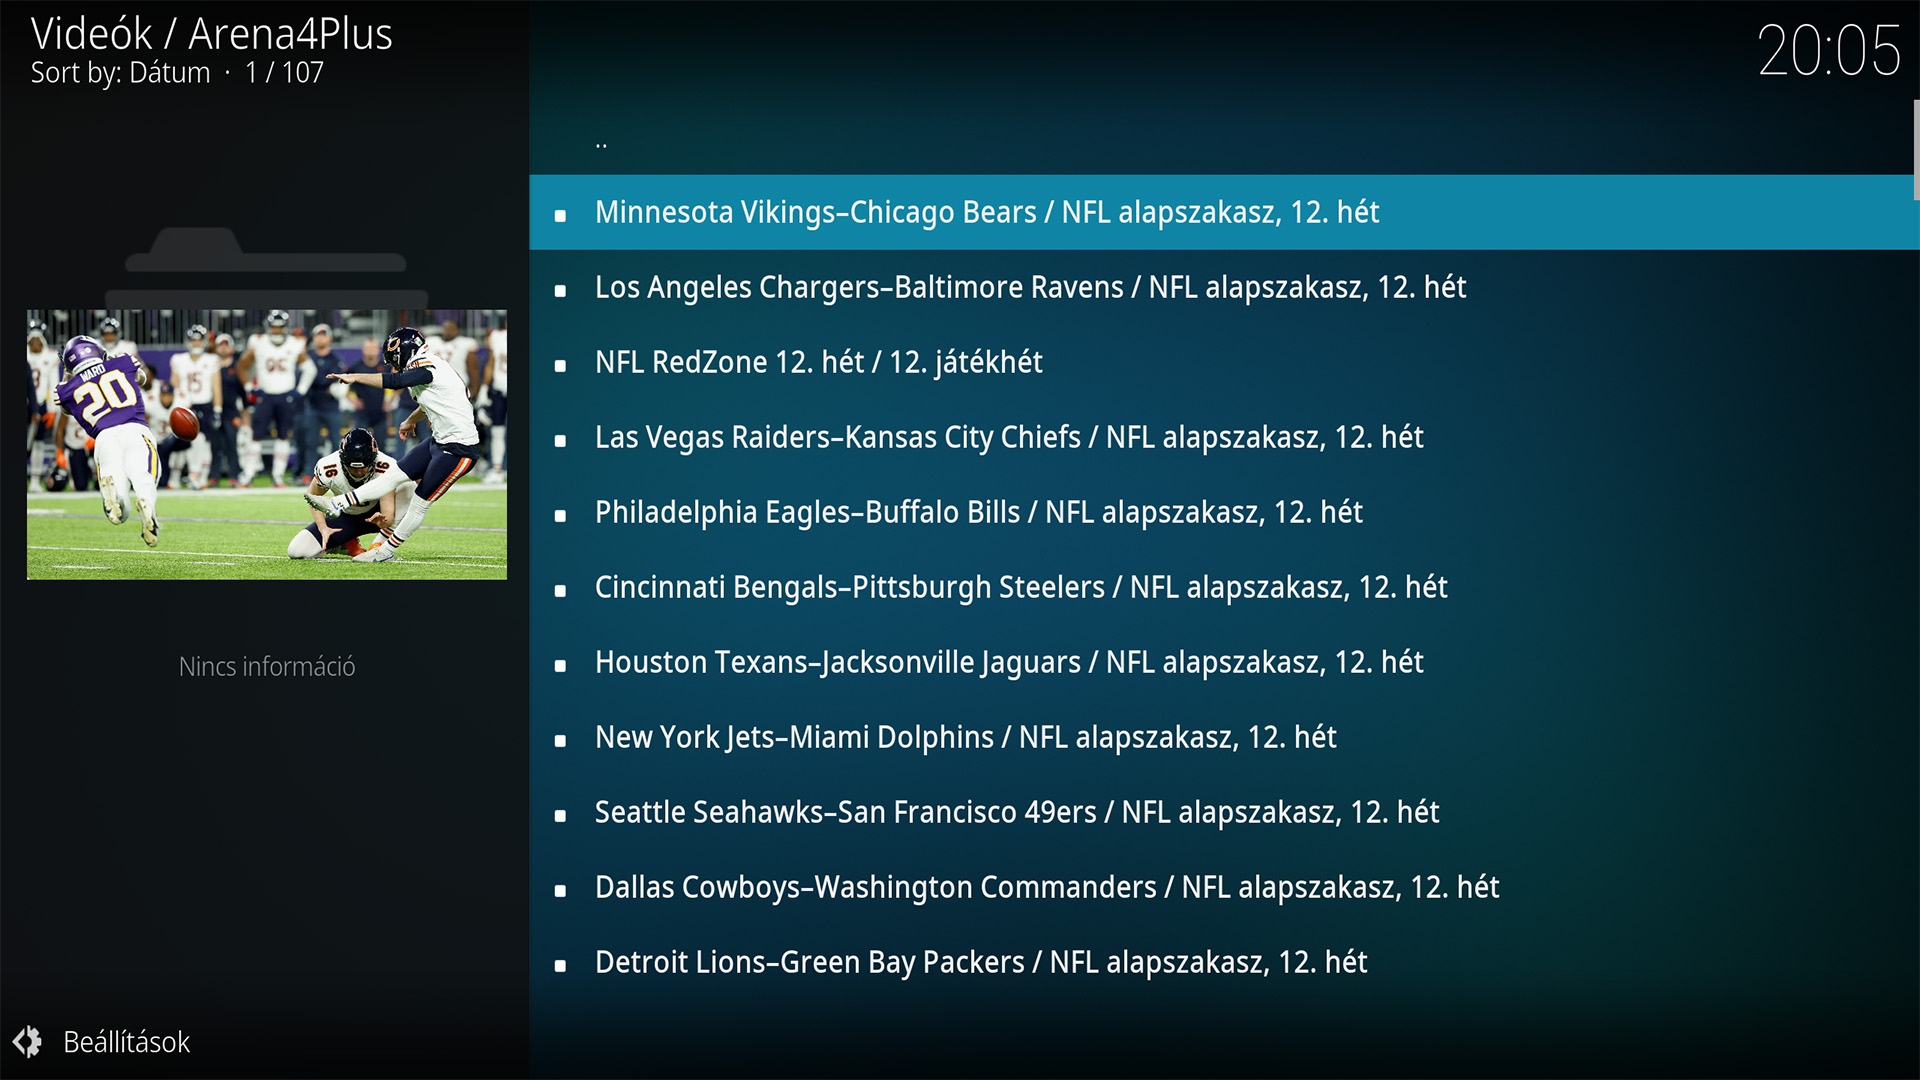 Videók / Arena4Plus
Sort by: Dátum · 1 / 107
20:05
..
Minnesota Vikings–Chicago Bears / NFL alapszakasz, 12. hét
Los Angeles Chargers–Baltimore Ravens / NFL alapszakasz, 12. hét
NFL RedZone 12. hét / 12. játékhét
Las Vegas Raiders–Kansas City Chiefs / NFL alapszakasz, 12. hét
Philadelphia Eagles–Buffalo Bills / NFL alapszakasz, 12. hét
Cincinnati Bengals–Pittsburgh Steelers / NFL alapszakasz, 12. hét
Houston Texans–Jacksonville Jaguars / NFL alapszakasz, 12. hét
New York Jets–Miami Dolphins / NFL alapszakasz, 12. hét
Seattle Seahawks–San Francisco 49ers / NFL alapszakasz, 12. hét
Dallas Cowboys–Washington Commanders / NFL alapszakasz, 12. hét
Detroit Lions–Green Bay Packers / NFL alapszakasz, 12. hét
WARD
20
15
16 16
Nincs információ
Beállítások